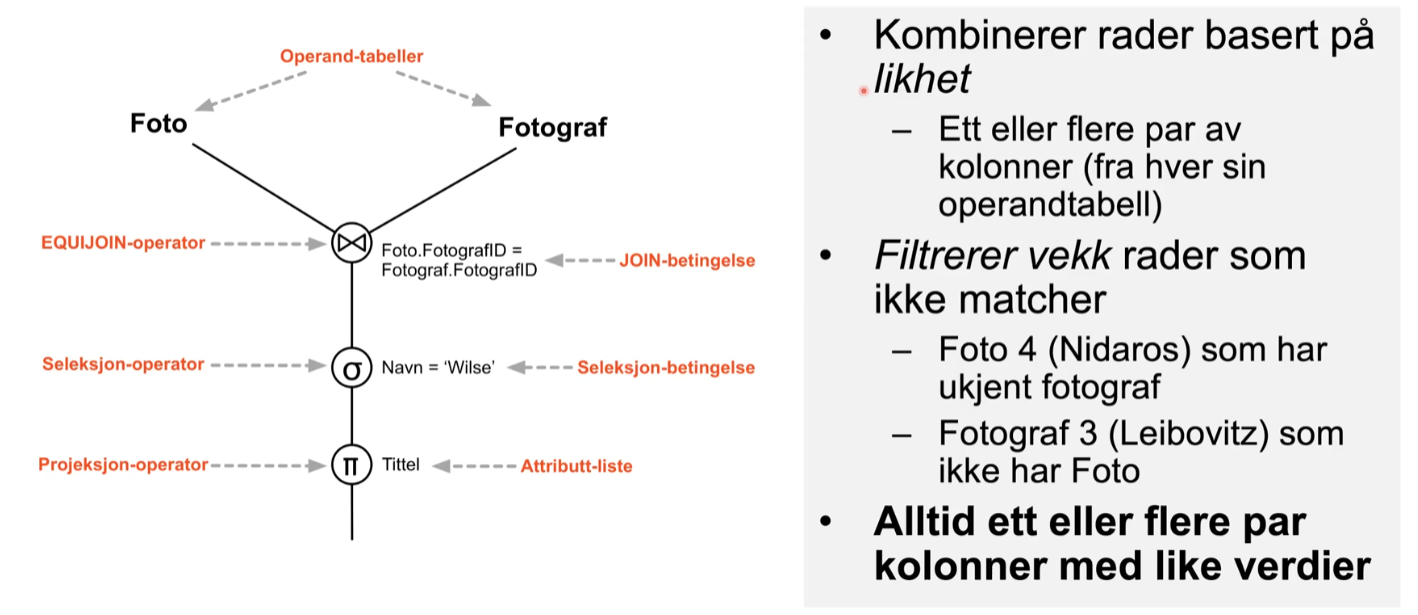 Operand-tabeller
Foto
Fotograf
EQUIJOIN-operator
Foto.FotografID =
Fotograf.FotografID
JOIN-betingelse
Seleksjon-operator
σ
Navn = ‘Wilse’
Seleksjon-betingelse
Projeksjon-operator
π
Tittel
Attributt-liste
• Kombinerer rader basert på
likhet
– Ett eller flere par av
kolonner (fra hver sin
operandtabell)
• Filtrerer vekk rader som
ikke matcher
– Foto 4 (Nidaros) som har
ukjent fotograf
– Fotograf 3 (Leibovitz) som
ikke har Foto
• Alltid ett eller flere par
kolonner med like verdier